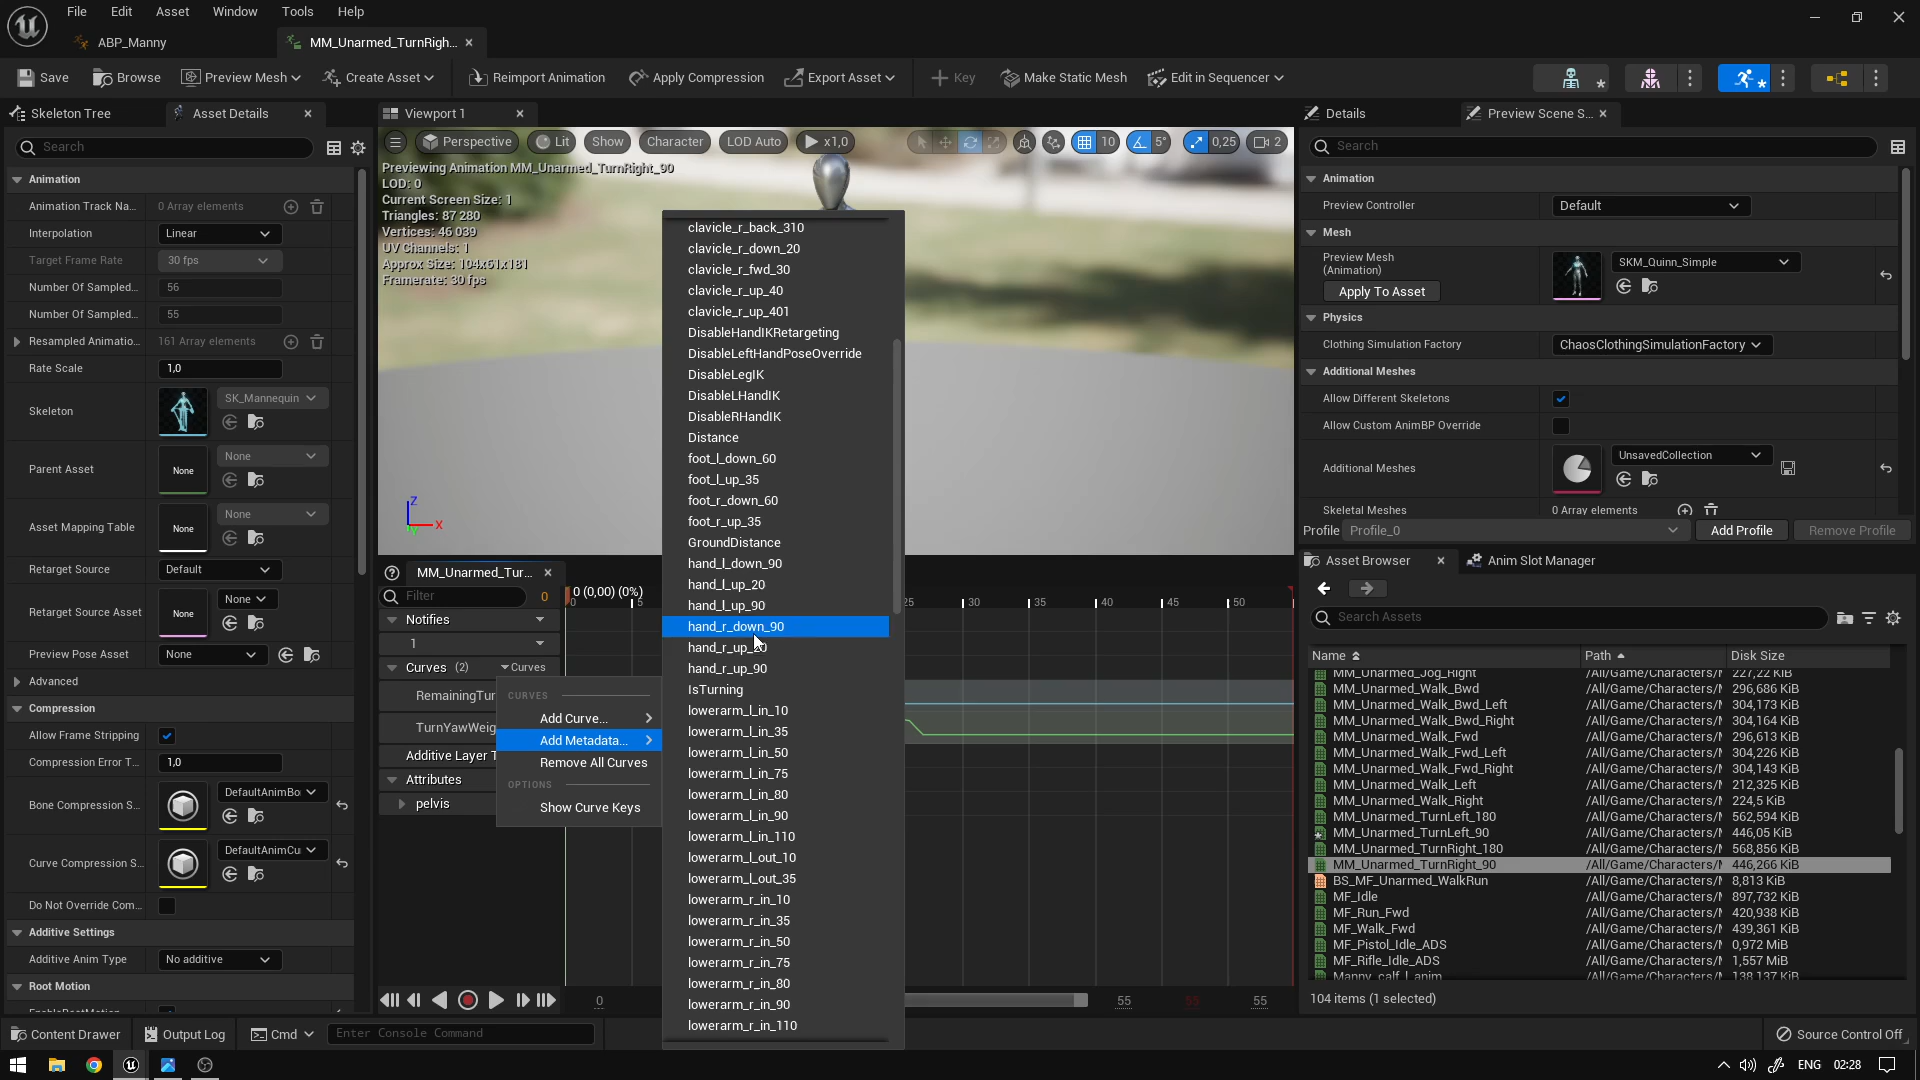 File Edit Asset Window Tools Help
ABP_Manny
MM_Unarmed_TurnRigh...
Save
Browse
Preview Mesh
Create Asset
Reimport Animation
Apply Compression
Export Asset
Key
Make Static Mesh
Edit in Sequencer
Skeleton Tree
Asset Details
Search
Animation
Animation Track Na... 0 Array elements
Interpolation Linear
Target Frame Rate 30 fps
Number Of Sampled... 56
Number Of Sampled... 55
Resampled Animatio... 161 Array elements
Rate Scale 1,0
Skeleton SK_Mannequin
Parent Asset None None
Asset Mapping Table None None
Retarget Source Default
Retarget Source Asset None None
Preview Pose Asset None
Advanced
Compression
Allow Frame Stripping
Compression Error T... 1,0
Bone Compression S... DefaultAnimBo
Curve Compression S... DefaultAnimCu
Do Not Override Com...
Additive Settings
Additive Anim Type No additive
Root Motion
Viewport 1
Perspective Lit Show Character LOD Auto x1,0 10 5° 0,25 2
Previewing Animation MM_Unarmed_TurnRight_90
LOD: 0
Current Screen Size: 1
Triangles: 87 280
Vertices: 46 039
UV Channels: 1
Approx Size: 104x61x181
Framerate: 30 fps
Z
X
MM_Unarmed_Tur...
Filter 0 0 (0,00) (0%)
0 5 25 30 35 40 45 50
Notifies
1
Curves (2) Curves
RemainingTur
TurnYawWeig
Additive Layer T
Attributes
pelvis
CURVES
Add Curve...
Add Metadata...
Remove All Curves
OPTIONS
Show Curve Keys
clavicle_r_back_310
clavicle_r_down_20
clavicle_r_fwd_30
clavicle_r_up_40
clavicle_r_up_401
DisableHandIKRetargeting
DisableLeftHandPoseOverride
DisableLegIK
DisableLHandIK
DisableRHandIK
Distance
foot_l_down_60
foot_l_up_35
foot_r_down_60
foot_r_up_35
GroundDistance
hand_l_down_90
hand_l_up_20
hand_l_up_90
hand_r_down_90
hand_r_up_20
hand_r_up_90
IsTurning
lowerarm_l_in_10
lowerarm_l_in_35
lowerarm_l_in_50
lowerarm_l_in_75
lowerarm_l_in_80
lowerarm_l_in_90
lowerarm_l_in_110
lowerarm_l_out_10
lowerarm_l_out_35
lowerarm_r_in_10
lowerarm_r_in_35
lowerarm_r_in_50
lowerarm_r_in_75
lowerarm_r_in_80
lowerarm_r_in_90
lowerarm_r_in_110
0 55 55 55
Details
Preview Scene S...
Search
Animation
Preview Controller Default
Mesh
Preview Mesh
(Animation)
SKM_Quinn_Simple
Apply To Asset
Physics
Clothing Simulation Factory ChaosClothingSimulationFactory
Additional Meshes
Allow Different Skeletons
Allow Custom AnimBP Override
Additional Meshes UnsavedCollection
Skeletal Meshes 0 Array elements
Profile Profile_0 Add Profile Remove Profile
Asset Browser
Anim Slot Manager
Search Assets
Name Path Disk Size
MM_Unarmed_Jog_Right /All/Game/Characters/M 227,22 KiB
MM_Unarmed_Walk_Bwd /All/Game/Characters/M 296,686 KiB
MM_Unarmed_Walk_Bwd_Left /All/Game/Characters/M 304,173 KiB
MM_Unarmed_Walk_Bwd_Right /All/Game/Characters/M 304,164 KiB
MM_Unarmed_Walk_Fwd /All/Game/Characters/M 296,613 KiB
MM_Unarmed_Walk_Fwd_Left /All/Game/Characters/M 304,226 KiB
MM_Unarmed_Walk_Fwd_Right /All/Game/Characters/M 304,143 KiB
MM_Unarmed_Walk_Left /All/Game/Characters/M 212,325 KiB
MM_Unarmed_Walk_Right /All/Game/Characters/M 224,5 KiB
MM_Unarmed_TurnLeft_180 /All/Game/Characters/M 562,594 KiB
MM_Unarmed_TurnLeft_90 /All/Game/Characters/M 446,05 KiB
MM_Unarmed_TurnRight_180 /All/Game/Characters/M 568,856 KiB
MM_Unarmed_TurnRight_90 /All/Game/Characters/M 446,266 KiB
BS_MF_Unarmed_WalkRun /All/Game/Characters/M 8,813 KiB
MF_Idle /All/Game/Characters/M 897,732 KiB
MF_Run_Fwd /All/Game/Characters/M 420,938 KiB
MF_Walk_Fwd /All/Game/Characters/M 439,361 KiB
MF_Pistol_Idle_ADS /All/Game/Characters/M 0,972 MiB
MF_Rifle_Idle_ADS /All/Game/Characters/M 1,557 MiB
Manny_calf_l_anim /All/Game/Characters/M 138,137 KiB
104 items (1 selected)
Content Drawer
Output Log
Cmd
Enter Console Command
Source Control Off
ENG 02:28